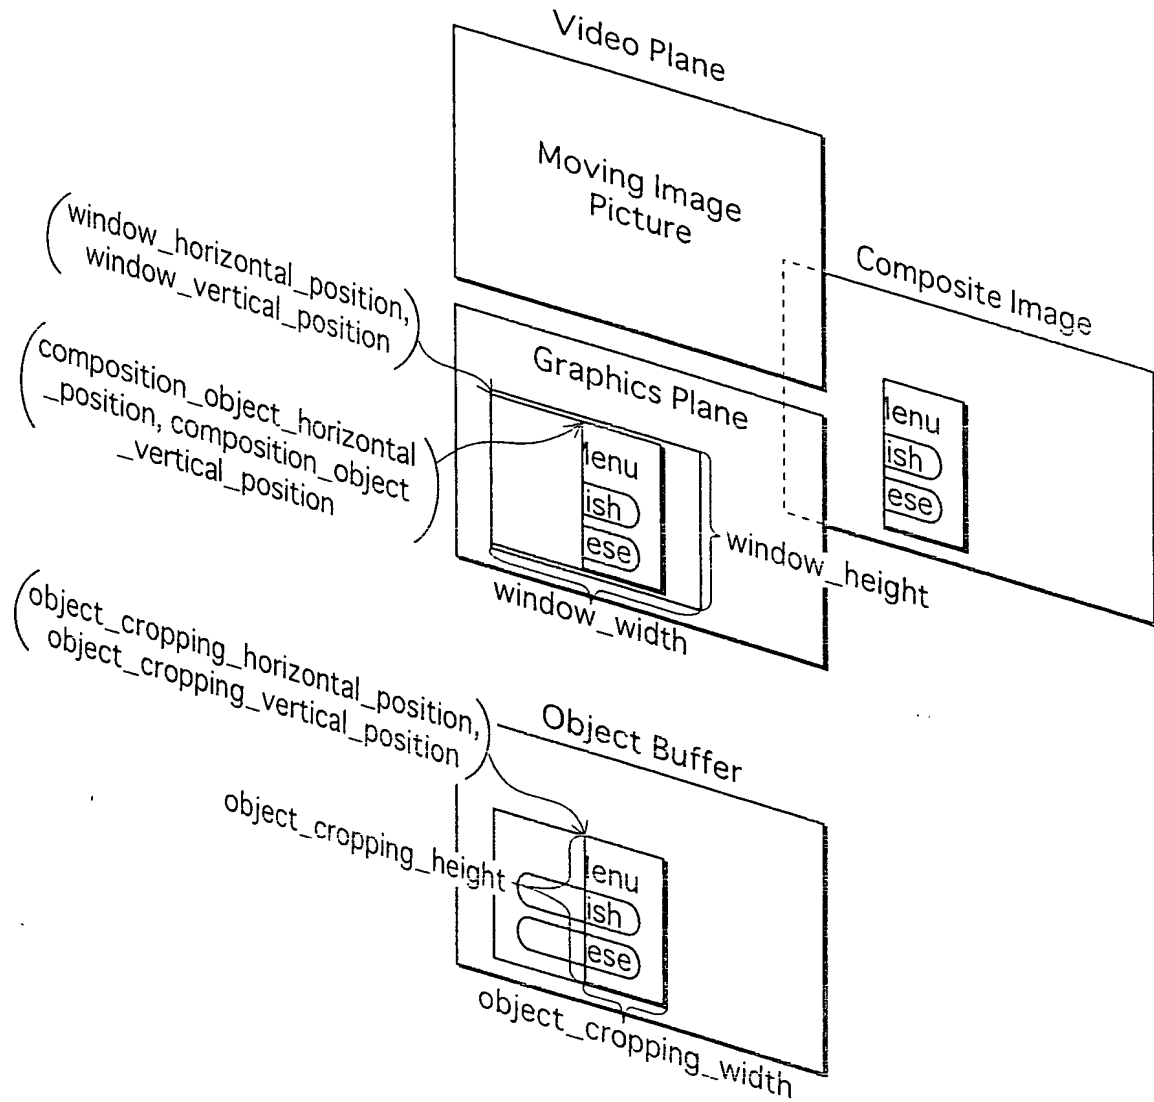 Video Plane
Moving Image
Picture
(window_horizontal_position,
window_vertical_position)
Composite Image
Graphics Plane
(composition_object_horizontal
_position, composition_object
_vertical_position)
lenu
ish
ese
lenu
ish
ese
window_height
window_width
(object_cropping_horizontal_position,
object_cropping_vertical_position)
Object Buffer
object_cropping_height
lenu
ish
ese
object_cropping_width